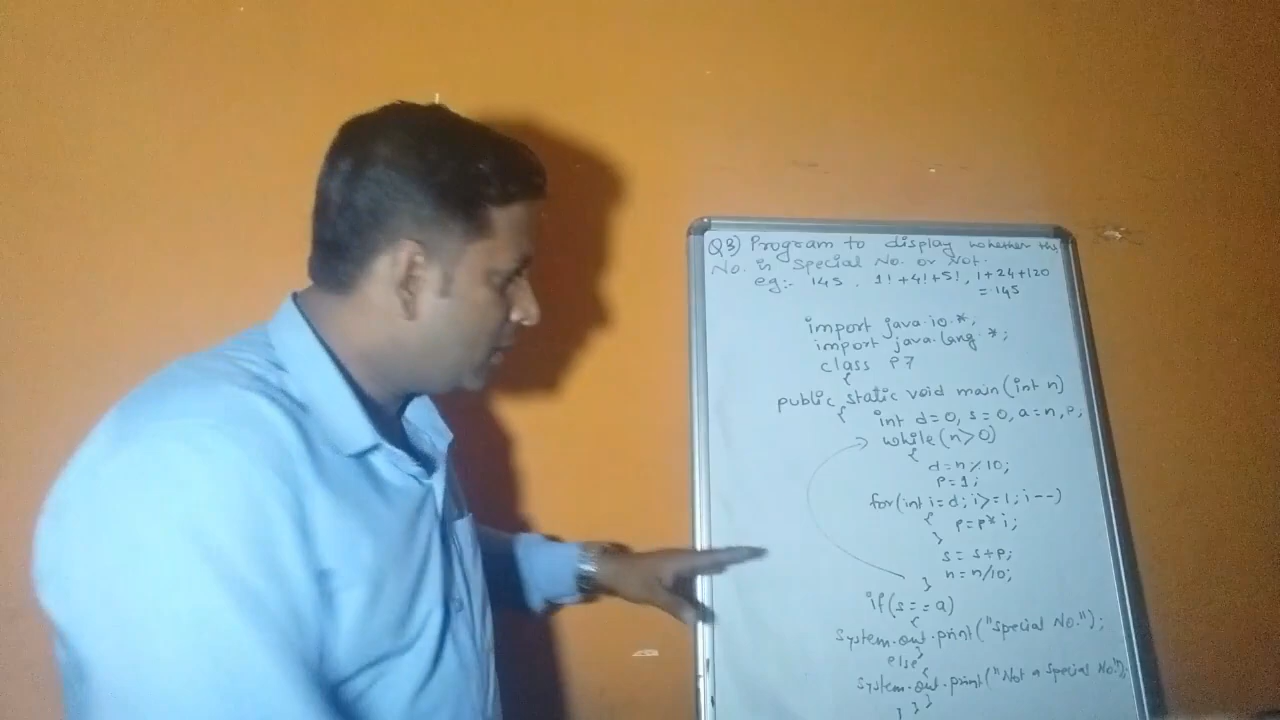 Q3) Program to display whether the
No. is Special No. or Not.
eg:- 145. 1!+4!+5!, 1+24+120
= 145
import java.io.*;
import java.lang.*;
class P7
{
public static void main(int n)
{ int d=0, s=0, a=n, p;
while(n>0)
{
d=n%10;
P=1;
for(int i=d; i>=1; i--)
{ p=p*i;
}
s = s+p;
n=n/10;
}
if(s==a)
{
System.out.print("Special No.");
}
else
{
System.out.print("Not a Special No.");
} } }